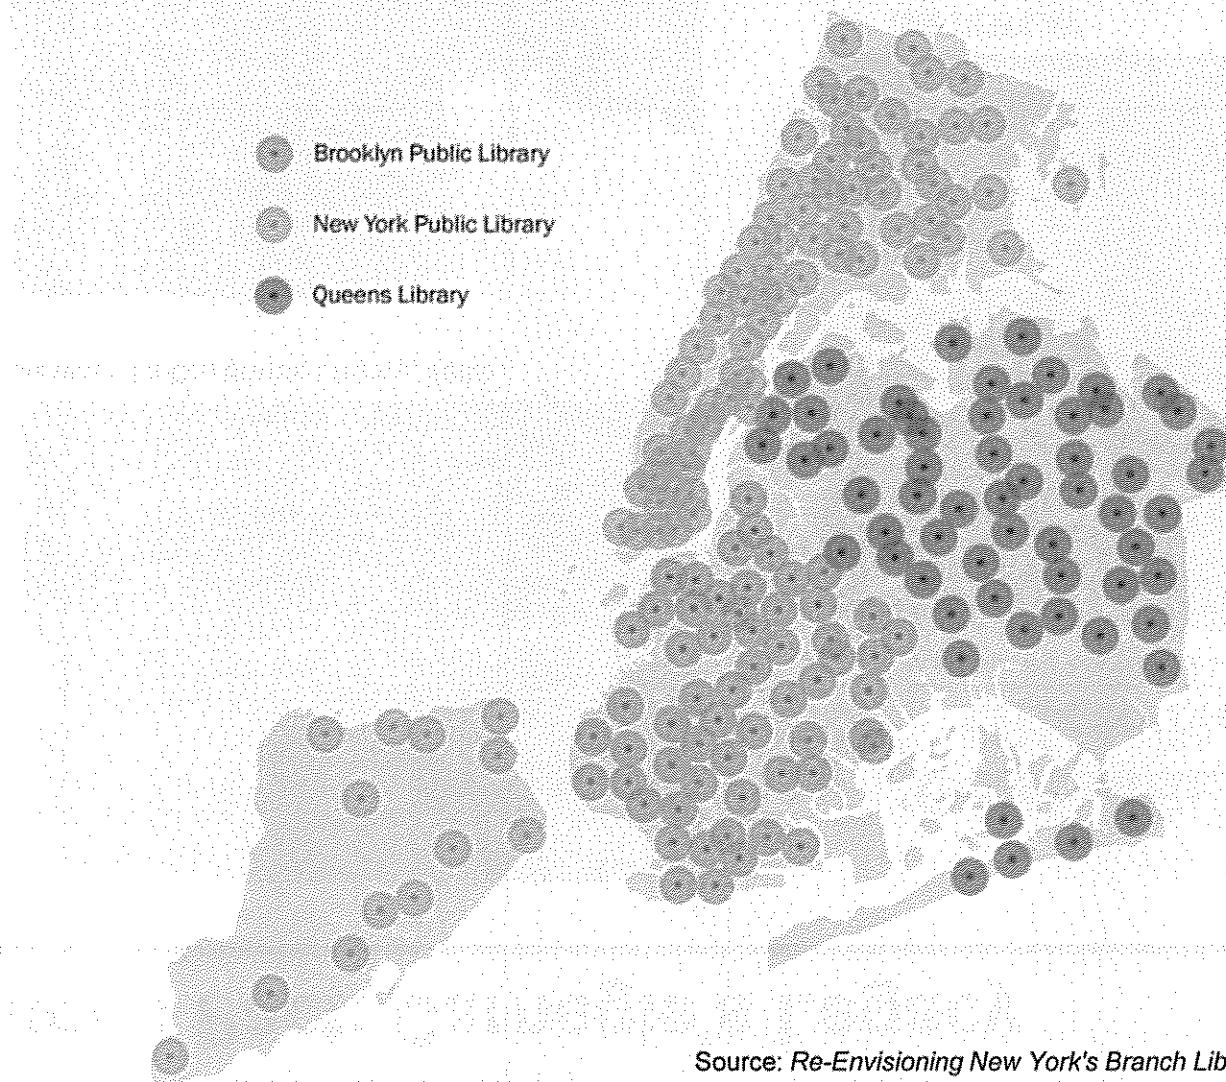 Brooklyn Public Library
New York Public Library
Queens Library
Source: Re-Envisioning New York's Branch Lib